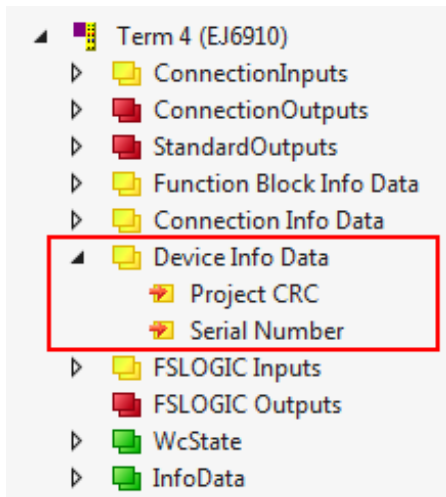 Term 4 (EJ6910)
ConnectionInputs
ConnectionOutputs
StandardOutputs
Function Block Info Data
Connection Info Data
Device Info Data
Project CRC
Serial Number
FSLOGIC Inputs
FSLOGIC Outputs
WcState
InfoData